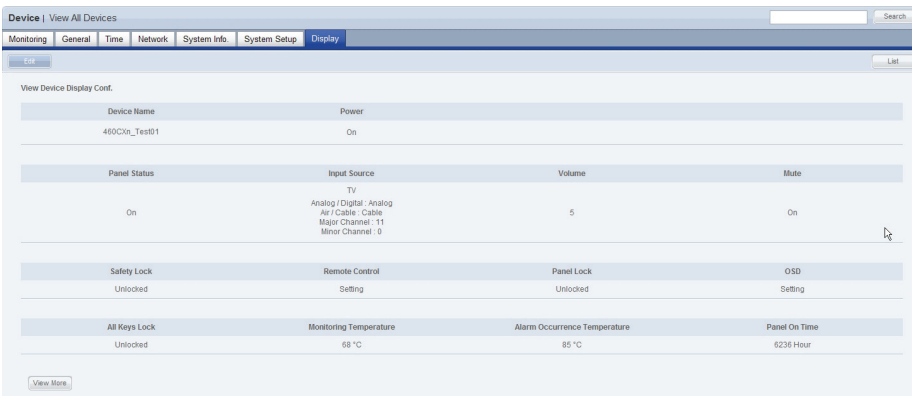 Device | View All Devices
Search
Monitoring General Time Network System Info. System Setup Display
Edit
List
View Device Display Conf.
Device Name Power
460CXn_Test01 On
Panel Status Input Source Volume Mute
TV
Analog / Digital : Analog
Air / Cable : Cable
On 5 On
Major Channel : 11
Minor Channel : 0
Safety Lock Remote Control Panel Lock OSD
Unlocked Setting Unlocked Setting
All Keys Lock Monitoring Temperature Alarm Occurrence Temperature Panel On Time
Unlocked 68 °C 85 °C 6236 Hour
View More